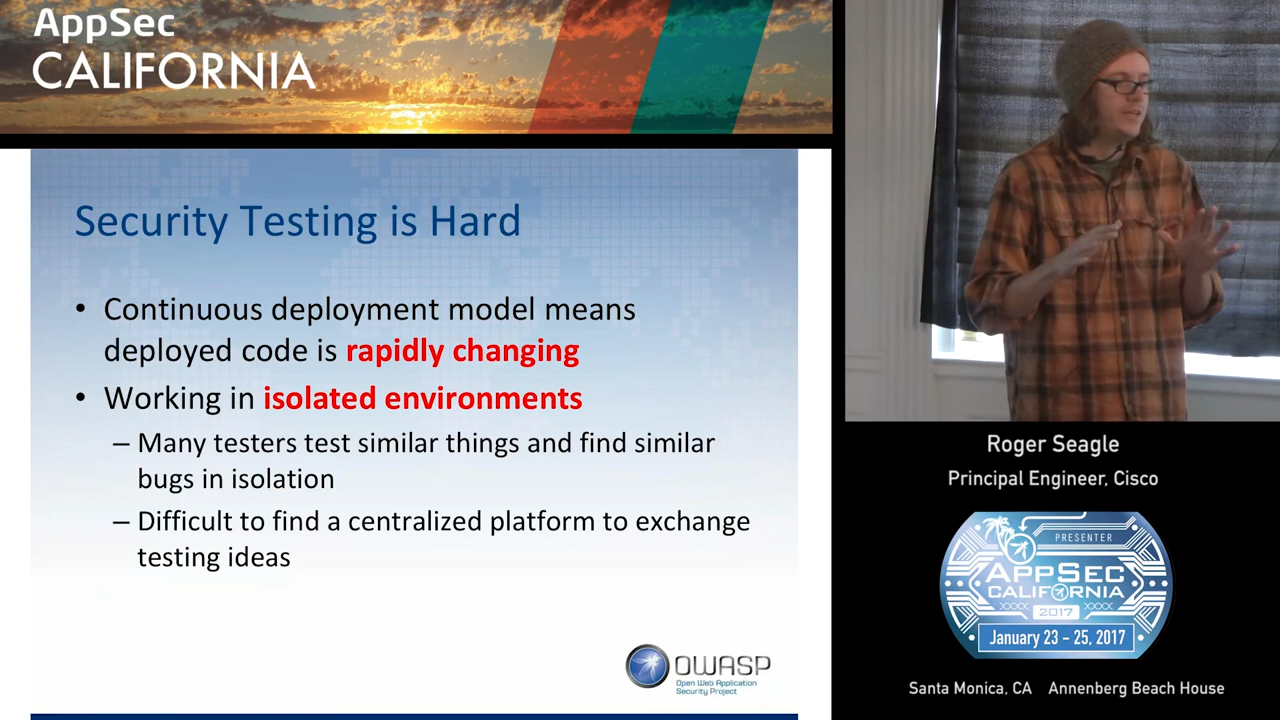 AppSec
CALIFORNIA
Security Testing is Hard
• Continuous deployment model means
deployed code is rapidly changing
• Working in isolated environments
– Many testers test similar things and find similar
bugs in isolation
– Difficult to find a centralized platform to exchange
testing ideas
OWASP
Open Web Application
Security Project
Roger Seagle
Principal Engineer, Cisco
PRESENTER
APPSEC
CALIFORNIA
XXXX 2017 XXXX
January 23 - 25, 2017
Santa Monica, CA Annenberg Beach House